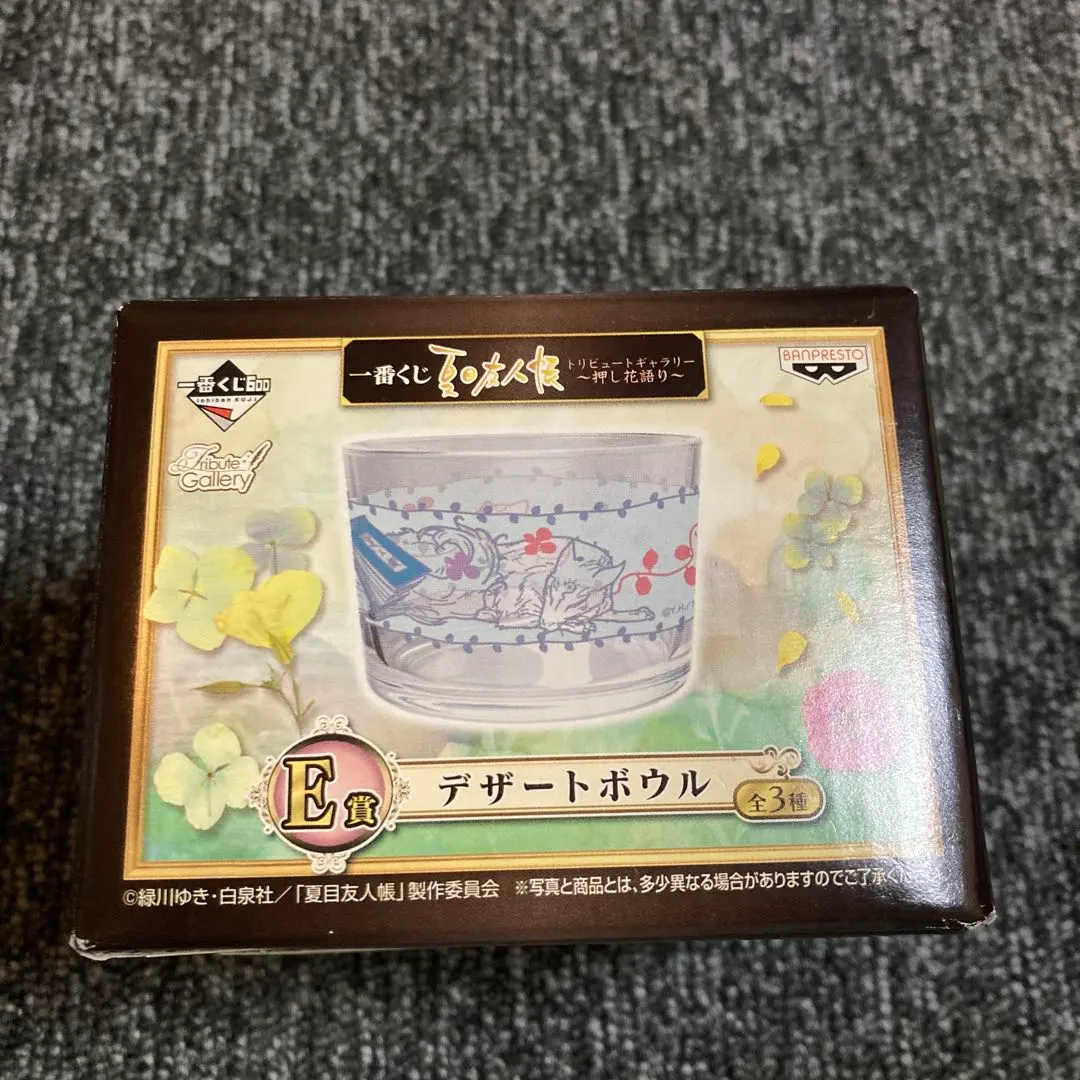 一番くじ 夏目友人帳 トリビュートギャラリー
～押し花語り～
BANPRESTO
一番くじ600
Ichiban KUJI
Tribute
Gallery
E賞
デザートボウル
全3種
©緑川ゆき・白泉社／「夏目友人帳」製作委員会 ※写真と商品とは、多少異なる場合がありますのでご了承く